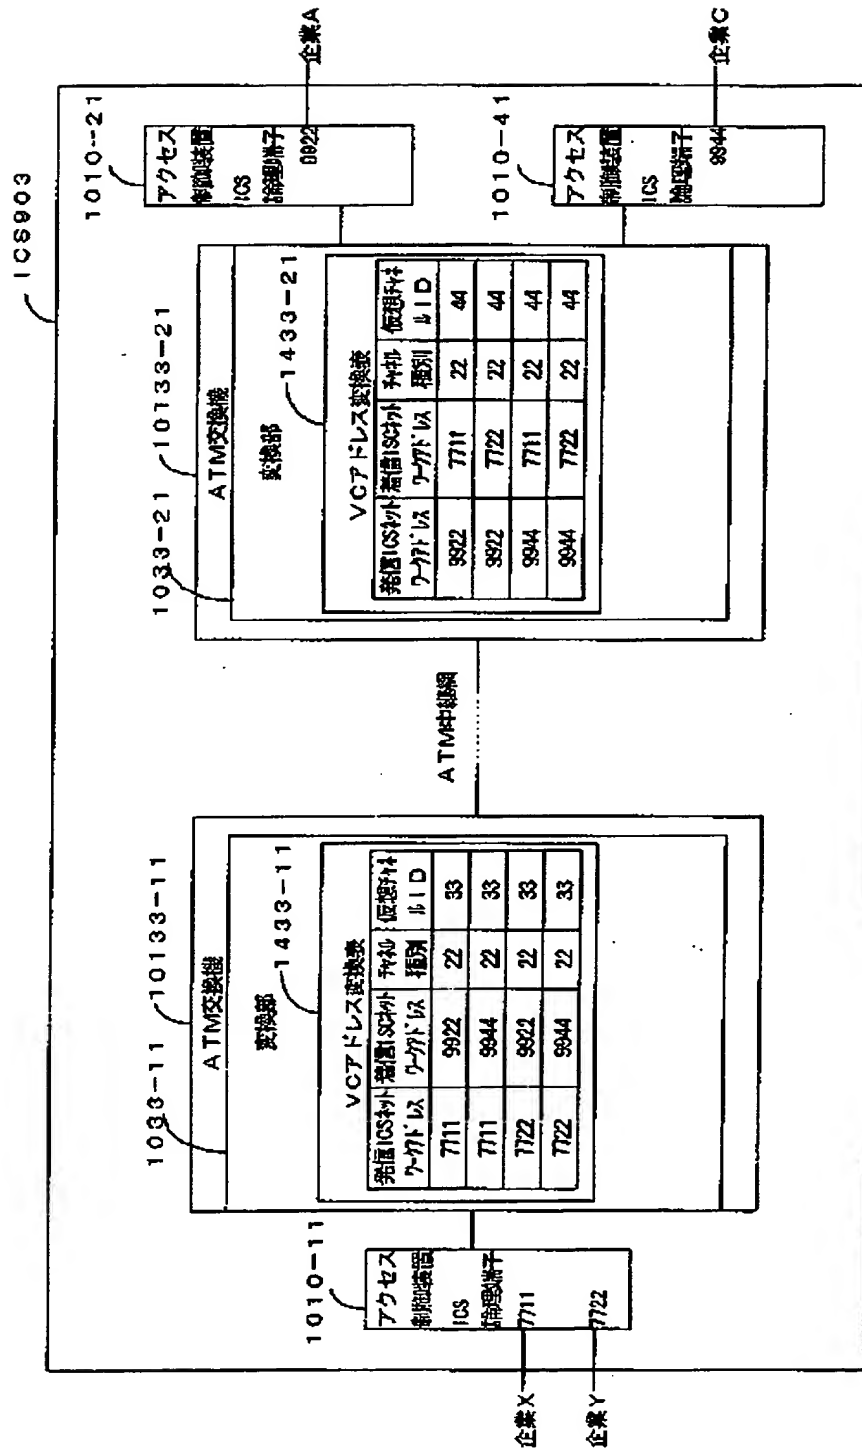 ICS903
1010-11
アクセス
制御装置
ICS
論理端子
7711
7722
企業X
企業Y
1033-11
10133-11
ATM交換機
変換部
1433-11
VCアドレス変換表
発信ICSネットワークアドレス 着信ISCネットワークアドレス チャネル種別 仮想チャネルID
7711 9922 22 33
7711 9944 22 33
7722 9922 22 33
7722 9944 22 33
ATM中継網
1033-21
10133-21
ATM交換機
変換部
1433-21
VCアドレス変換表
発信ICSネットワークアドレス 着信ISCネットワークアドレス チャネル種別 仮想チャネルID
9922 7711 22 44
9922 7722 22 44
9944 7711 22 44
9944 7722 22 44
1010-21
アクセス
制御装置
ICS
論理端子
9922
企業A
1010-41
アクセス
制御装置
ICS
論理端子
9944
企業C